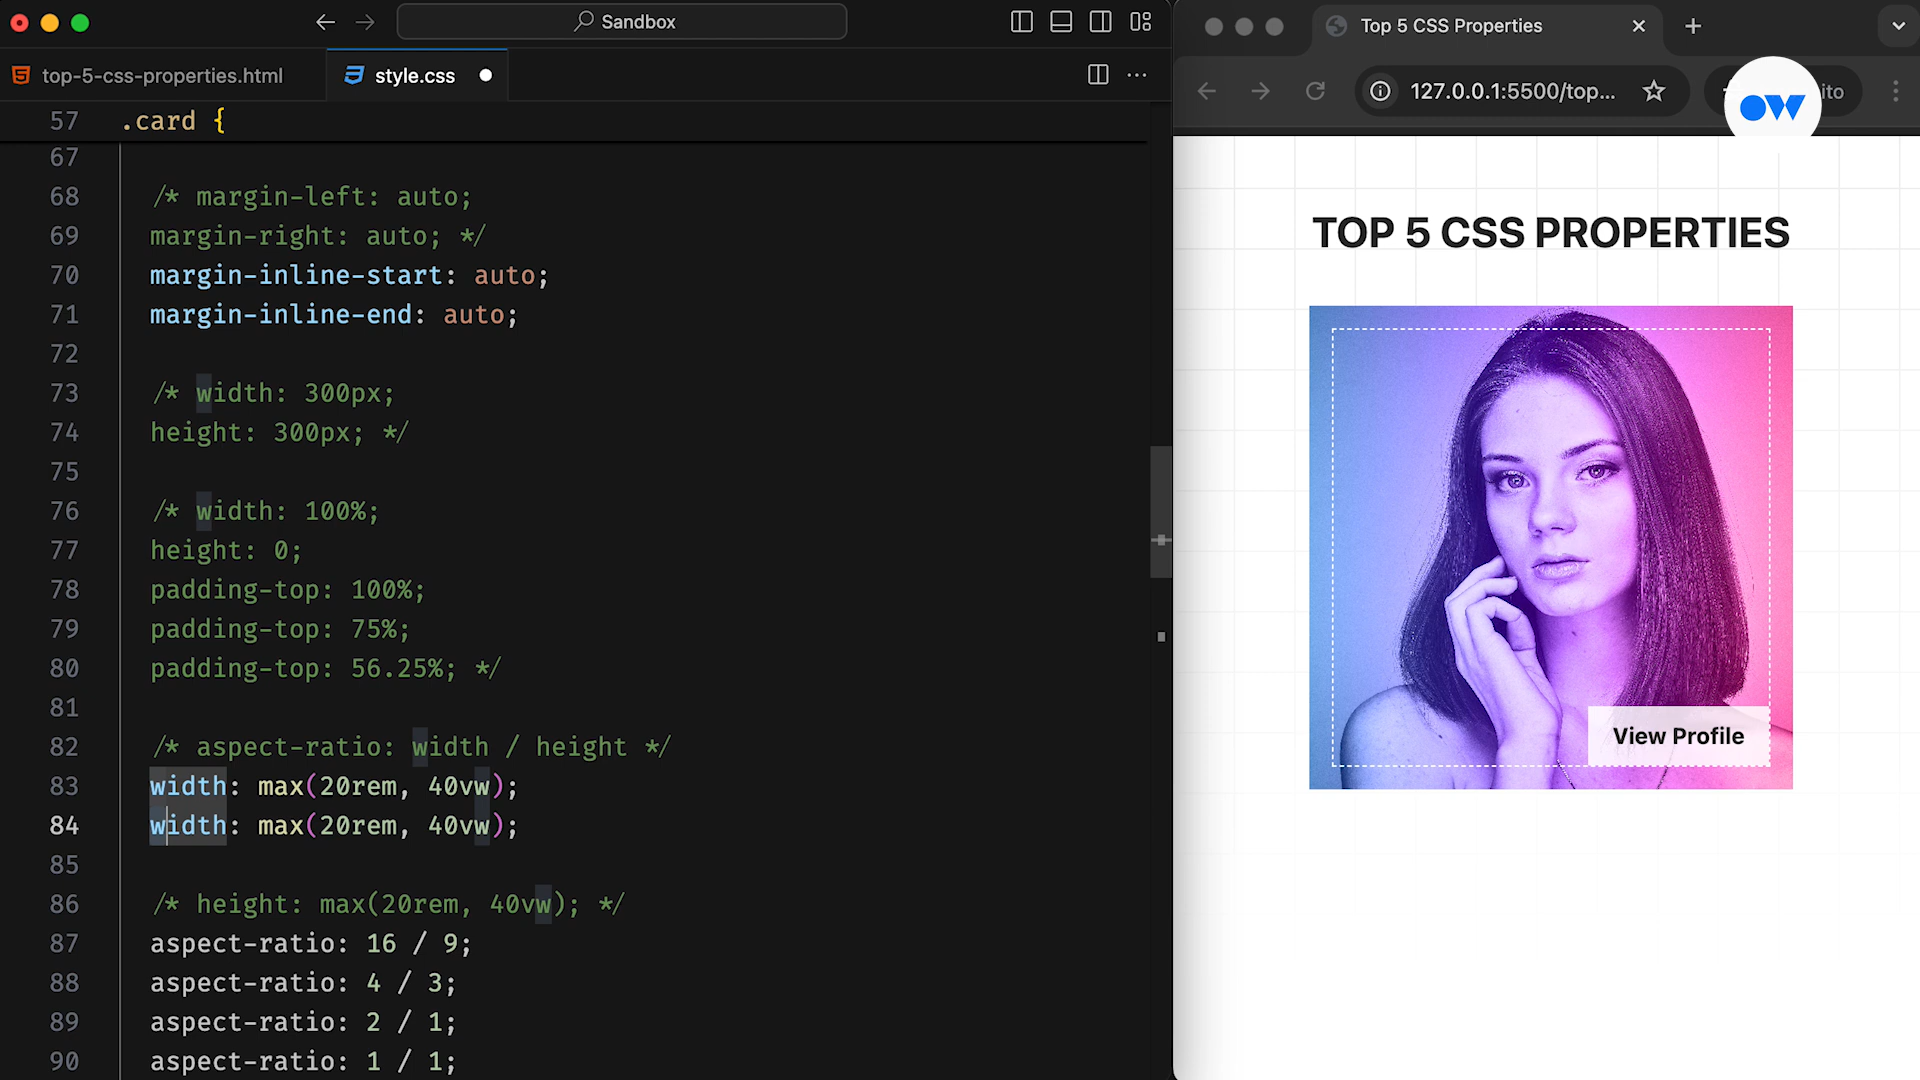 Sandbox
top-5-css-properties.html
style.css
57 .card {
67
68 /* margin-left: auto;
69 margin-right: auto; */
70 margin-inline-start: auto;
71 margin-inline-end: auto;
72
73 /* width: 300px;
74 height: 300px; */
75
76 /* width: 100%;
77 height: 0;
78 padding-top: 100%;
79 padding-top: 75%;
80 padding-top: 56.25%; */
81
82 /* aspect-ratio: width / height */
83 width: max(20rem, 40vw);
84 width: max(20rem, 40vw);
85
86 /* height: max(20rem, 40vw); */
87 aspect-ratio: 16 / 9;
88 aspect-ratio: 4 / 3;
89 aspect-ratio: 2 / 1;
90 aspect-ratio: 1 / 1;
Top 5 CSS Properties
127.0.0.1:5500/top...
TOP 5 CSS PROPERTIES
View Profile